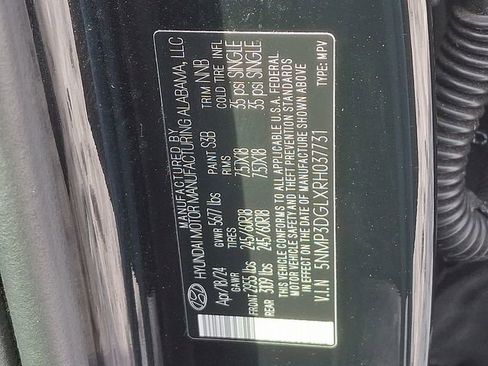 MANUFACTURED BY
HYUNDAI MOTOR MANUFACTURING ALABAMA, LLC
Apr/18/24 GVWR 5677 lbs PAINT S3B TRIM NNB
GAWR TIRES RIMS COLD TIRE INFL
FRONT 2955 lbs 245/60R18 7.5JX18 35 psi SINGLE
REAR 3109 lbs 245/60R18 7.5JX18 35 psi SINGLE
THIS VEHICLE CONFORMS TO ALL APPLICABLE U.S.A. FEDERAL
MOTOR VEHICLE SAFETY, AND THEFT PREVENTION STANDARDS
IN EFFECT ON THE DATE OF MANUFACTURE SHOWN ABOVE
V.I.N 5NMP3DGLXRH037731 TYPE: MPV